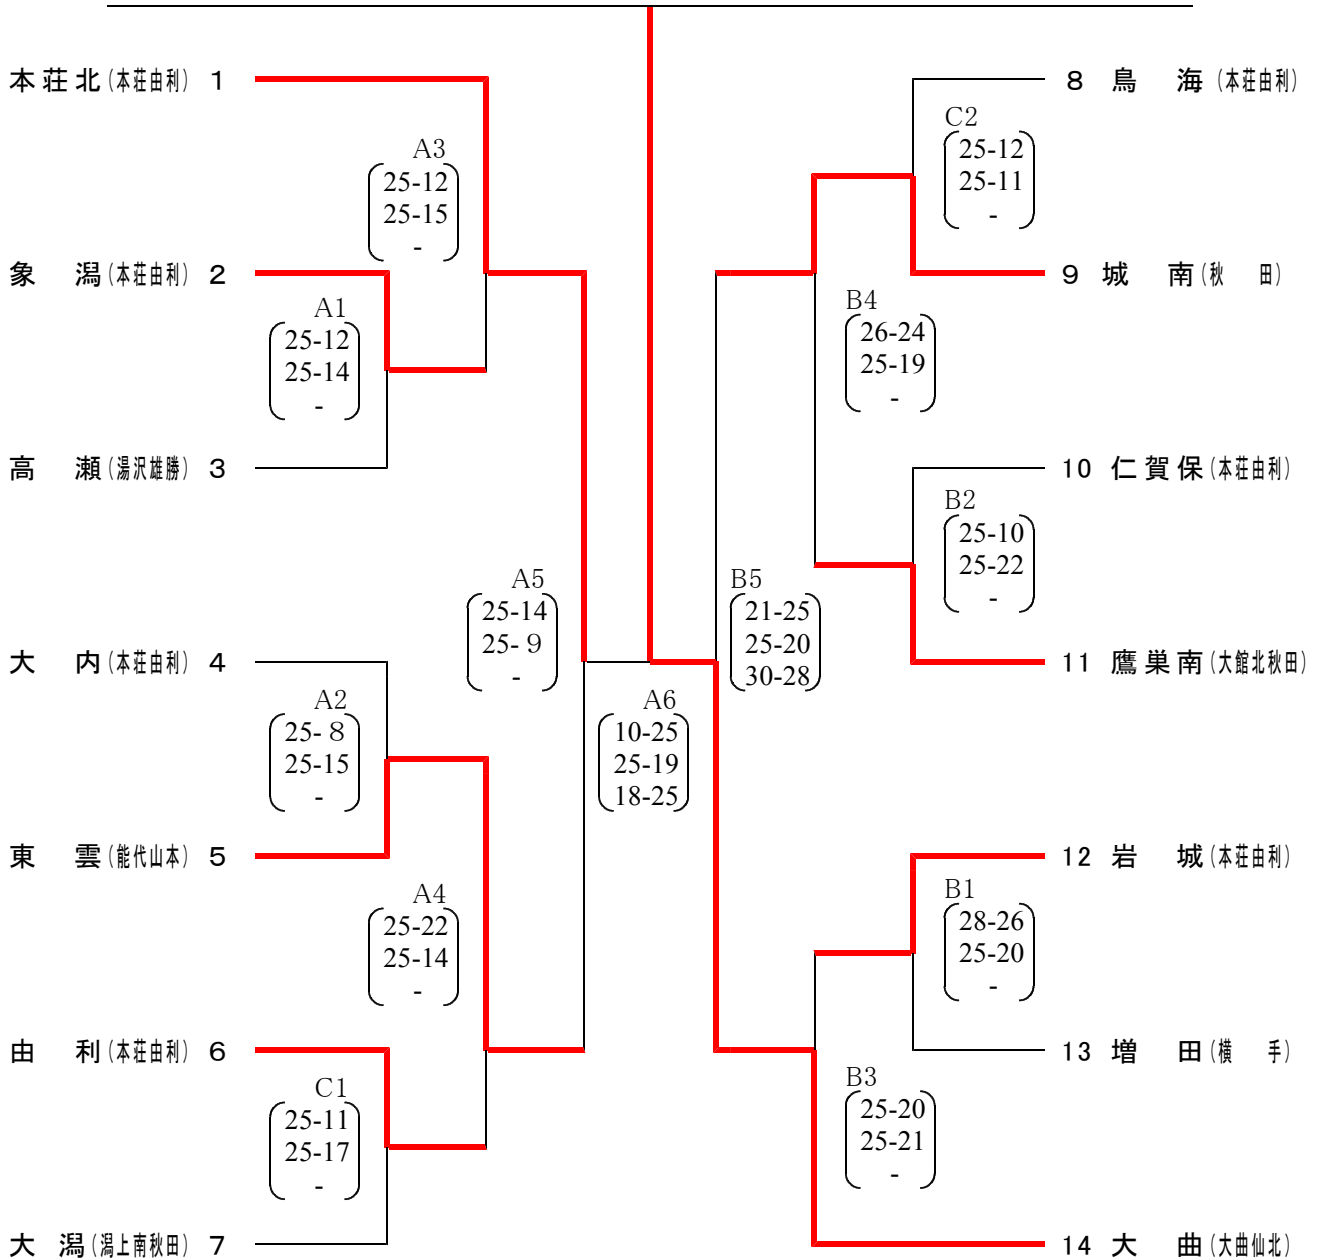 本荘北(本荘由利) 1
A3
25-12
25-15
-
象 潟(本荘由利) 2
A1
25-12
25-14
-
高 瀬(湯沢雄勝) 3
A5
25-14
25- 9
-
大 内(本荘由利) 4
A2
25- 8
25-15
-
東 雲(能代山本) 5
A4
25-22
25-14
-
由 利(本荘由利) 6
C1
25-11
25-17
-
大 潟(潟上南秋田) 7
A6
10-25
25-19
18-25
8 鳥 海(本荘由利)
C2
25-12
25-11
-
9 城 南(秋 田)
B4
26-24
25-19
-
10 仁賀保(本荘由利)
B2
25-10
25-22
-
11 鷹巣南(大館北秋田)
B5
21-25
25-20
30-28
12 岩 城(本荘由利)
B1
28-26
25-20
-
13 増 田(横 手)
B3
25-20
25-21
-
14 大 曲(大曲仙北)